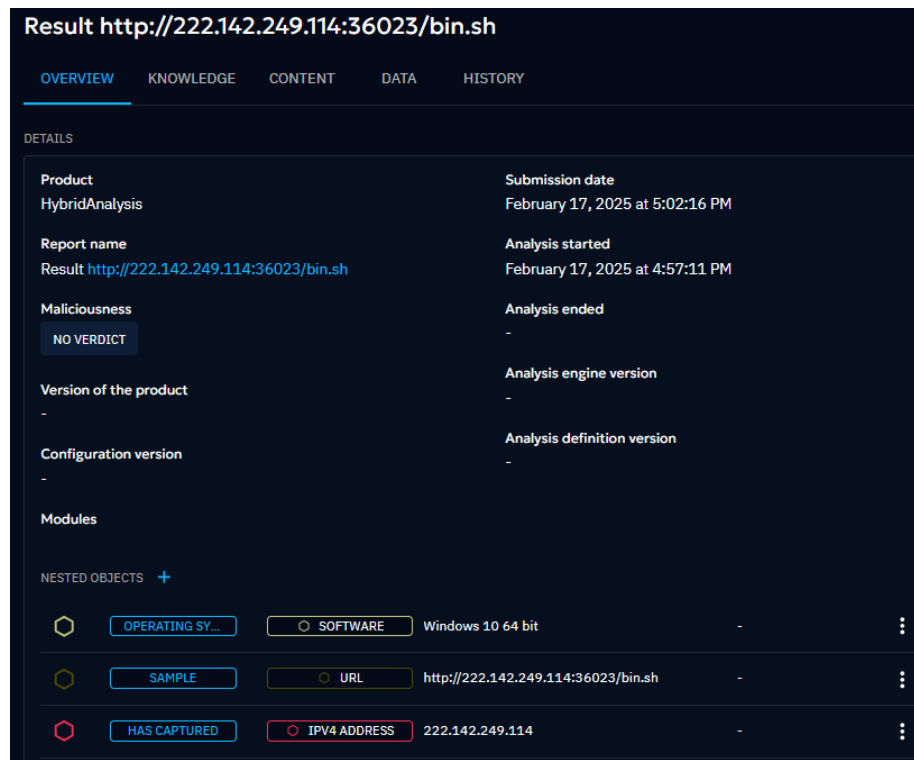 Result http://222.142.249.114:36023/bin.sh
OVERVIEW KNOWLEDGE CONTENT DATA HISTORY
DETAILS
Product
HybridAnalysis
Submission date
February 17, 2025 at 5:02:16 PM
Report name
Result http://222.142.249.114:36023/bin.sh
Analysis started
February 17, 2025 at 4:57:11 PM
Maliciousness
NO VERDICT
Analysis ended
-
Version of the product
-
Analysis engine version
-
Configuration version
-
Analysis definition version
-
Modules
NESTED OBJECTS +
OPERATING SY... SOFTWARE Windows 10 64 bit -
SAMPLE URL http://222.142.249.114:36023/bin.sh -
HAS CAPTURED IPV4 ADDRESS 222.142.249.114 -